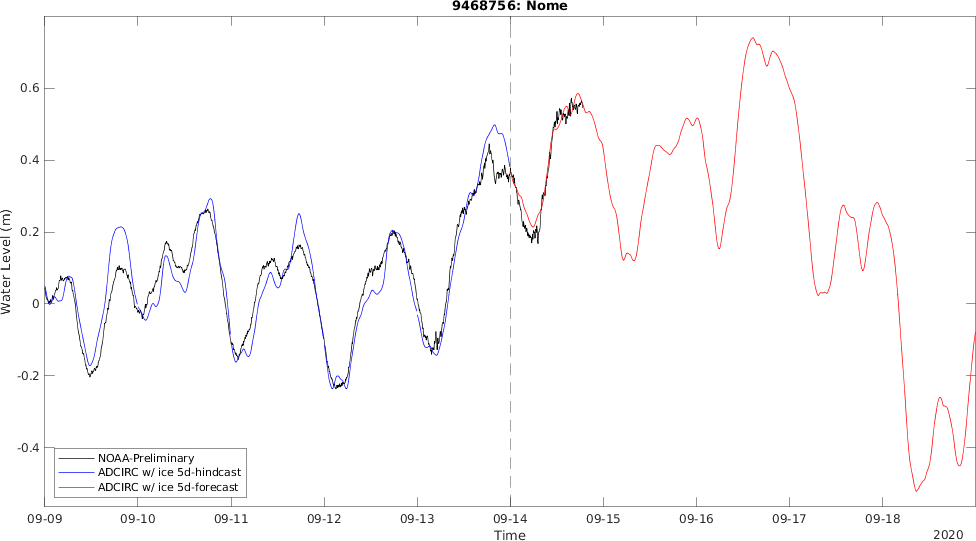 9468756: Nome
Water Level (m)
0.6
0.4
0.2
0
-0.2
-0.4
NOAA-Preliminary
ADCIRC w/ ice 5d-hindcast
ADCIRC w/ ice 5d-forecast
09-09 09-10 09-11 09-12 09-13 09-14 09-15 09-16 09-17 09-18
Time
2020